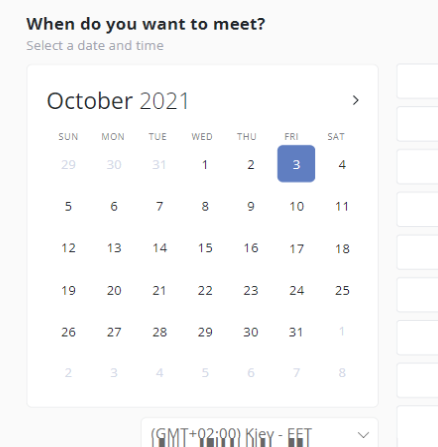 When do you want to meet?
Select a date and time
October 2021
SUN MON TUE WED THU FRI SAT
29 30 31 1 2 3 4
5 6 7 8 9 10 11
12 13 14 15 16 17 18
19 20 21 22 23 24 25
26 27 28 29 30 31 1
2 3 4 5 6 7 8
(GMT+02:00) Kiev - EET